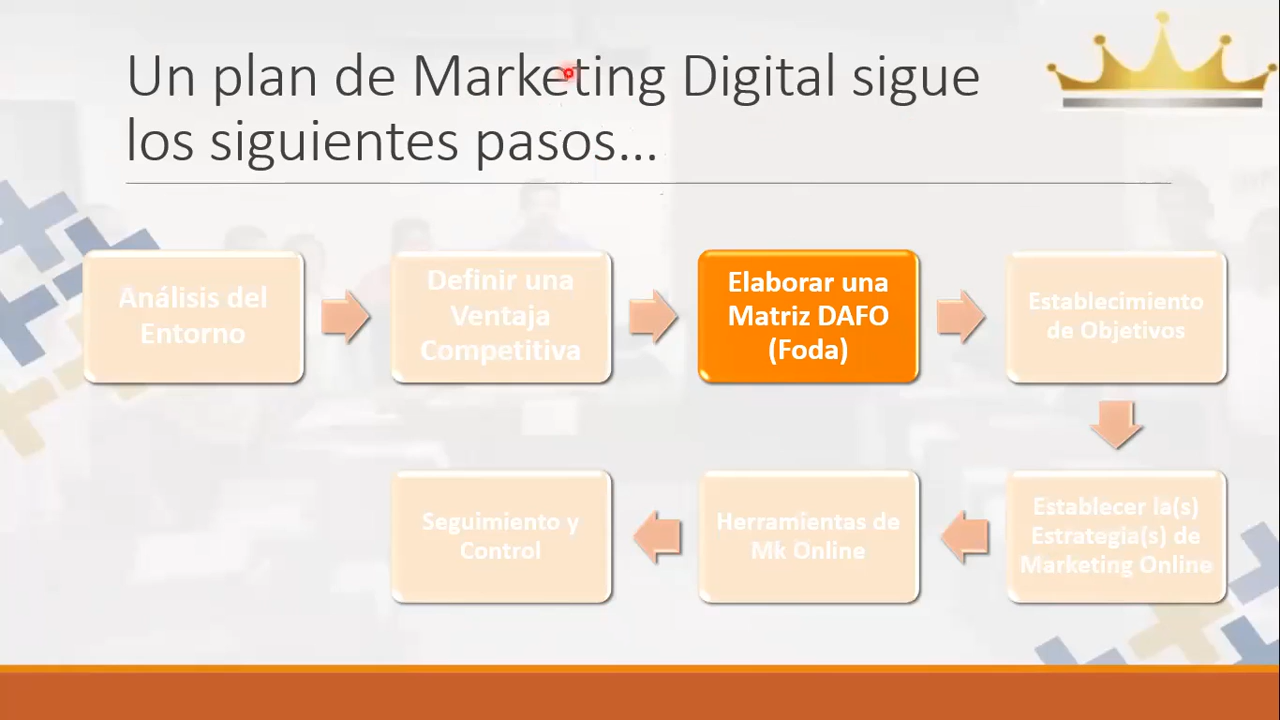 Un plan de Marketing Digital sigue
los siguientes pasos...
Análisis del
Entorno
Definir una
Ventaja
Competitiva
Elaborar una
Matriz DAFO
(Foda)
Establecimiento
de Objetivos
Establecer la(s)
Estrategia(s) de
Marketing Online
Herramientas de
Mk Online
Seguimiento y
Control